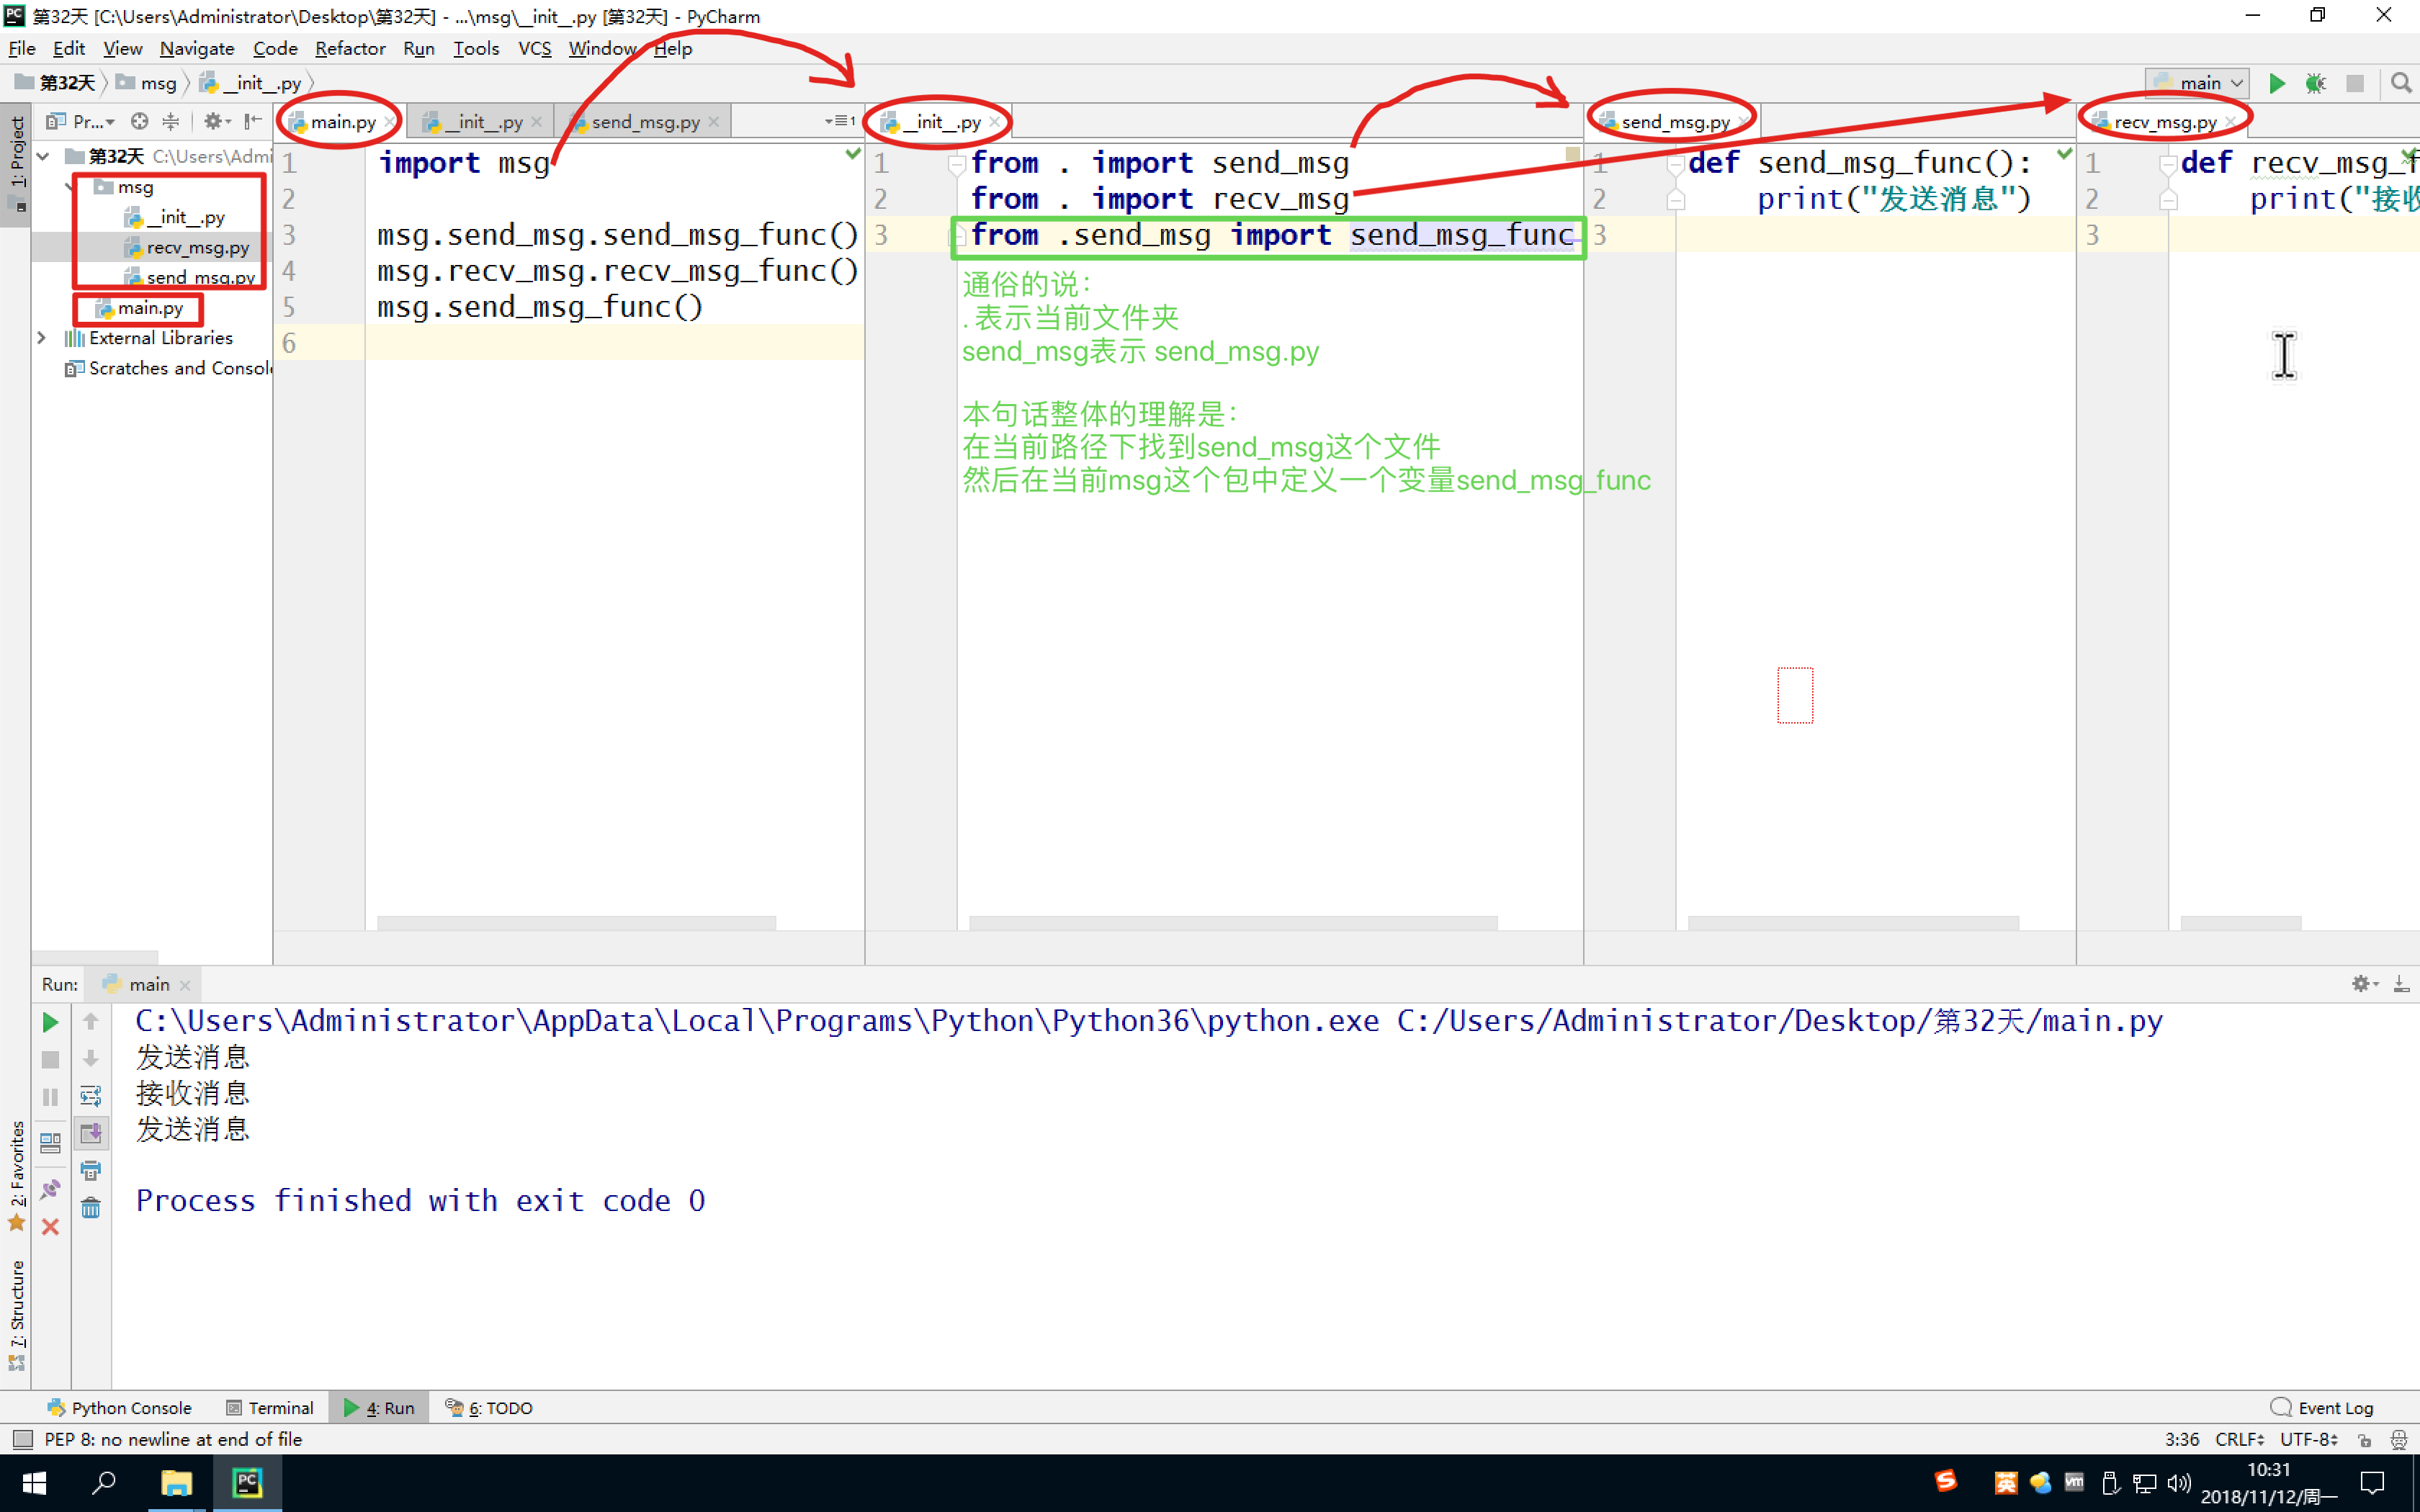 第32天 [C:\Users\Administrator\Desktop\第32天] - ...\msg\__init__.py [第32天] - PyCharm
File Edit View Navigate Code Refactor Run Tools VCS Window Help
第32天 msg __init__.py
main
1: Project
Pr...
第32天 C:\Users\Admi
msg
__init__.py
recv_msg.py
send_msg.py
main.py
External Libraries
Scratches and Consol
main.py __init__.py send_msg.py
1 import msg
2
3 msg.send_msg.send_msg_func()
4 msg.recv_msg.recv_msg_func()
5 msg.send_msg_func()
6
__init__.py
1 from . import send_msg
2 from . import recv_msg
3 from .send_msg import send_msg_func
通俗的说：
. 表示当前文件夹
send_msg表示 send_msg.py
本句话整体的理解是：
在当前路径下找到send_msg这个文件
然后在当前msg这个包中定义一个变量send_msg_func
send_msg.py
1 def send_msg_func():
2 print("发送消息")
3
recv_msg.py
1 def recv_msg_f
2 print("接收
3
Run: main
C:\Users\Administrator\AppData\Local\Programs\Python\Python36\python.exe C:/Users/Administrator/Desktop/第32天/main.py
发送消息
接收消息
发送消息
Process finished with exit code 0
2: Favorites
7: Structure
Python Console Terminal 4: Run 6: TODO Event Log
PEP 8: no newline at end of file 3:36 CRLF UTF-8
英 vm 10:31
2018/11/12/周一